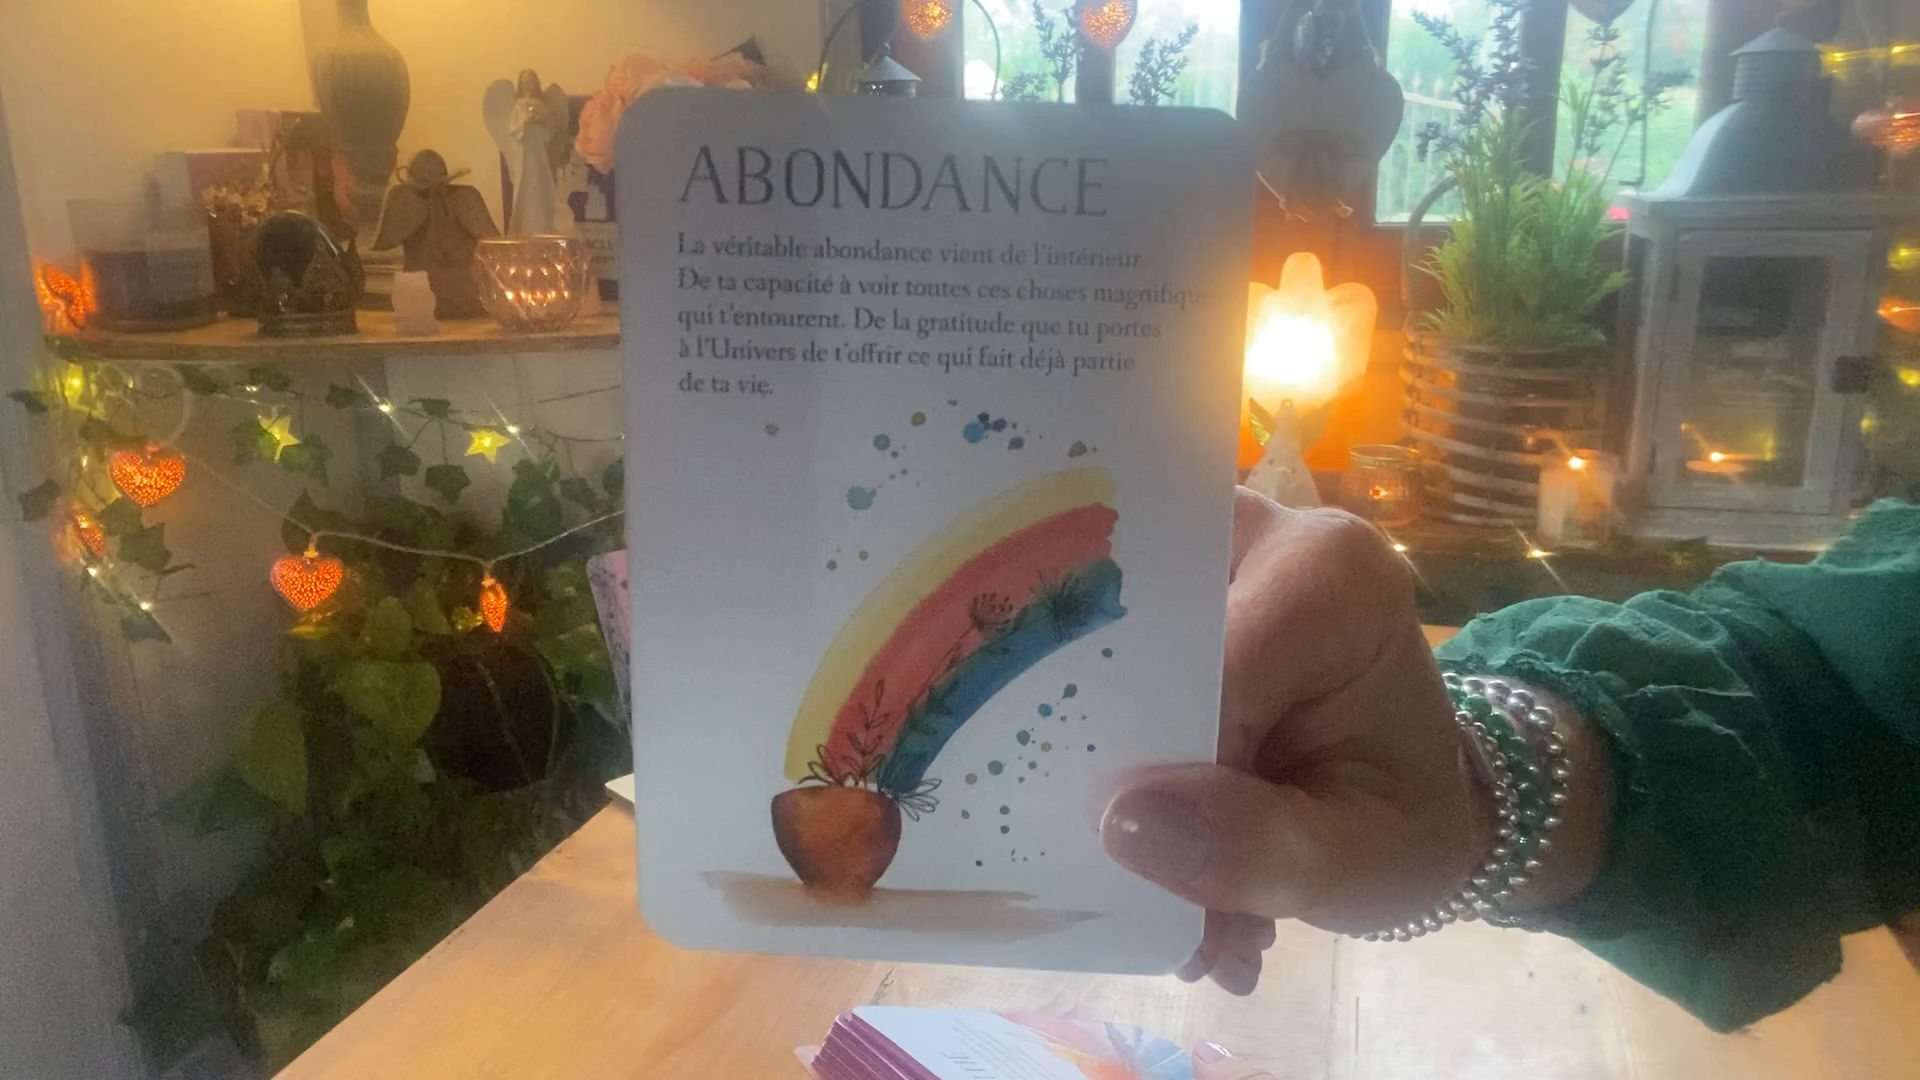 ABONDANCE
La véritable abondance vient de l'intérieur.
De ta capacité à voir toutes ces choses magnifiques
qui t'entourent. De la gratitude que tu portes
à l'Univers de t'offrir ce qui fait déjà partie
de ta vie.